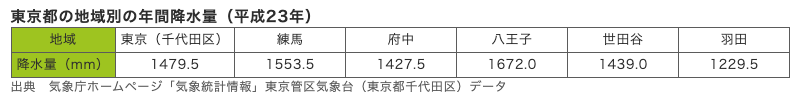 東京都の地域別の年間降水量（平成23年）
地域 東京（千代田区） 練馬 府中 八王子 世田谷 羽田
降水量（mm） 1479.5 1553.5 1427.5 1672.0 1439.0 1229.5
出典　気象庁ホームページ「気象統計情報」東京管区気象台（東京都千代田区）データ